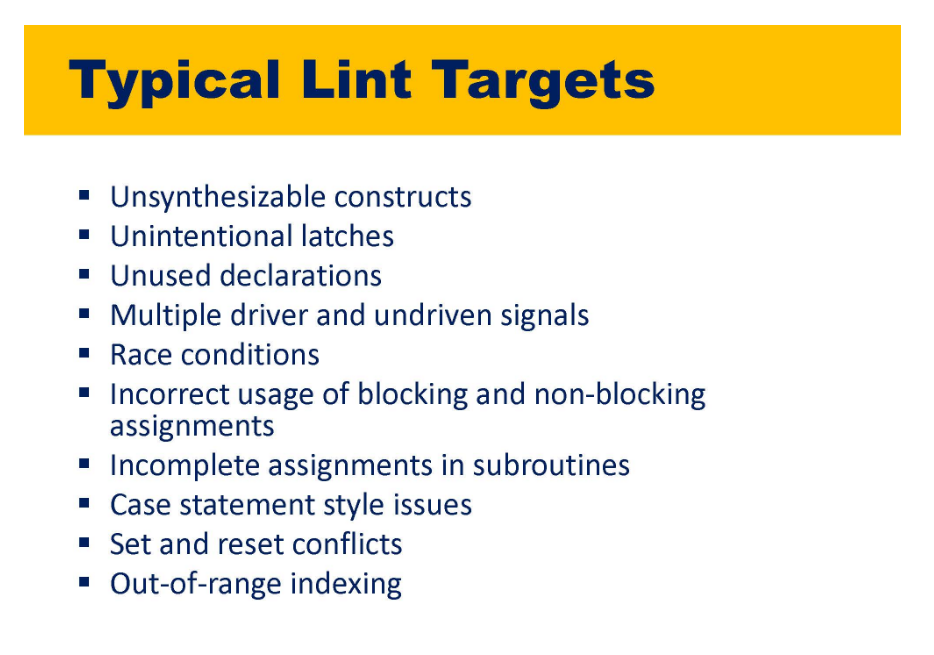 Typical Lint Targets
▪ Unsynthesizable constructs
▪ Unintentional latches
▪ Unused declarations
▪ Multiple driver and undriven signals
▪ Race conditions
▪ Incorrect usage of blocking and non-blocking
assignments
▪ Incomplete assignments in subroutines
▪ Case statement style issues
▪ Set and reset conflicts
▪ Out-of-range indexing